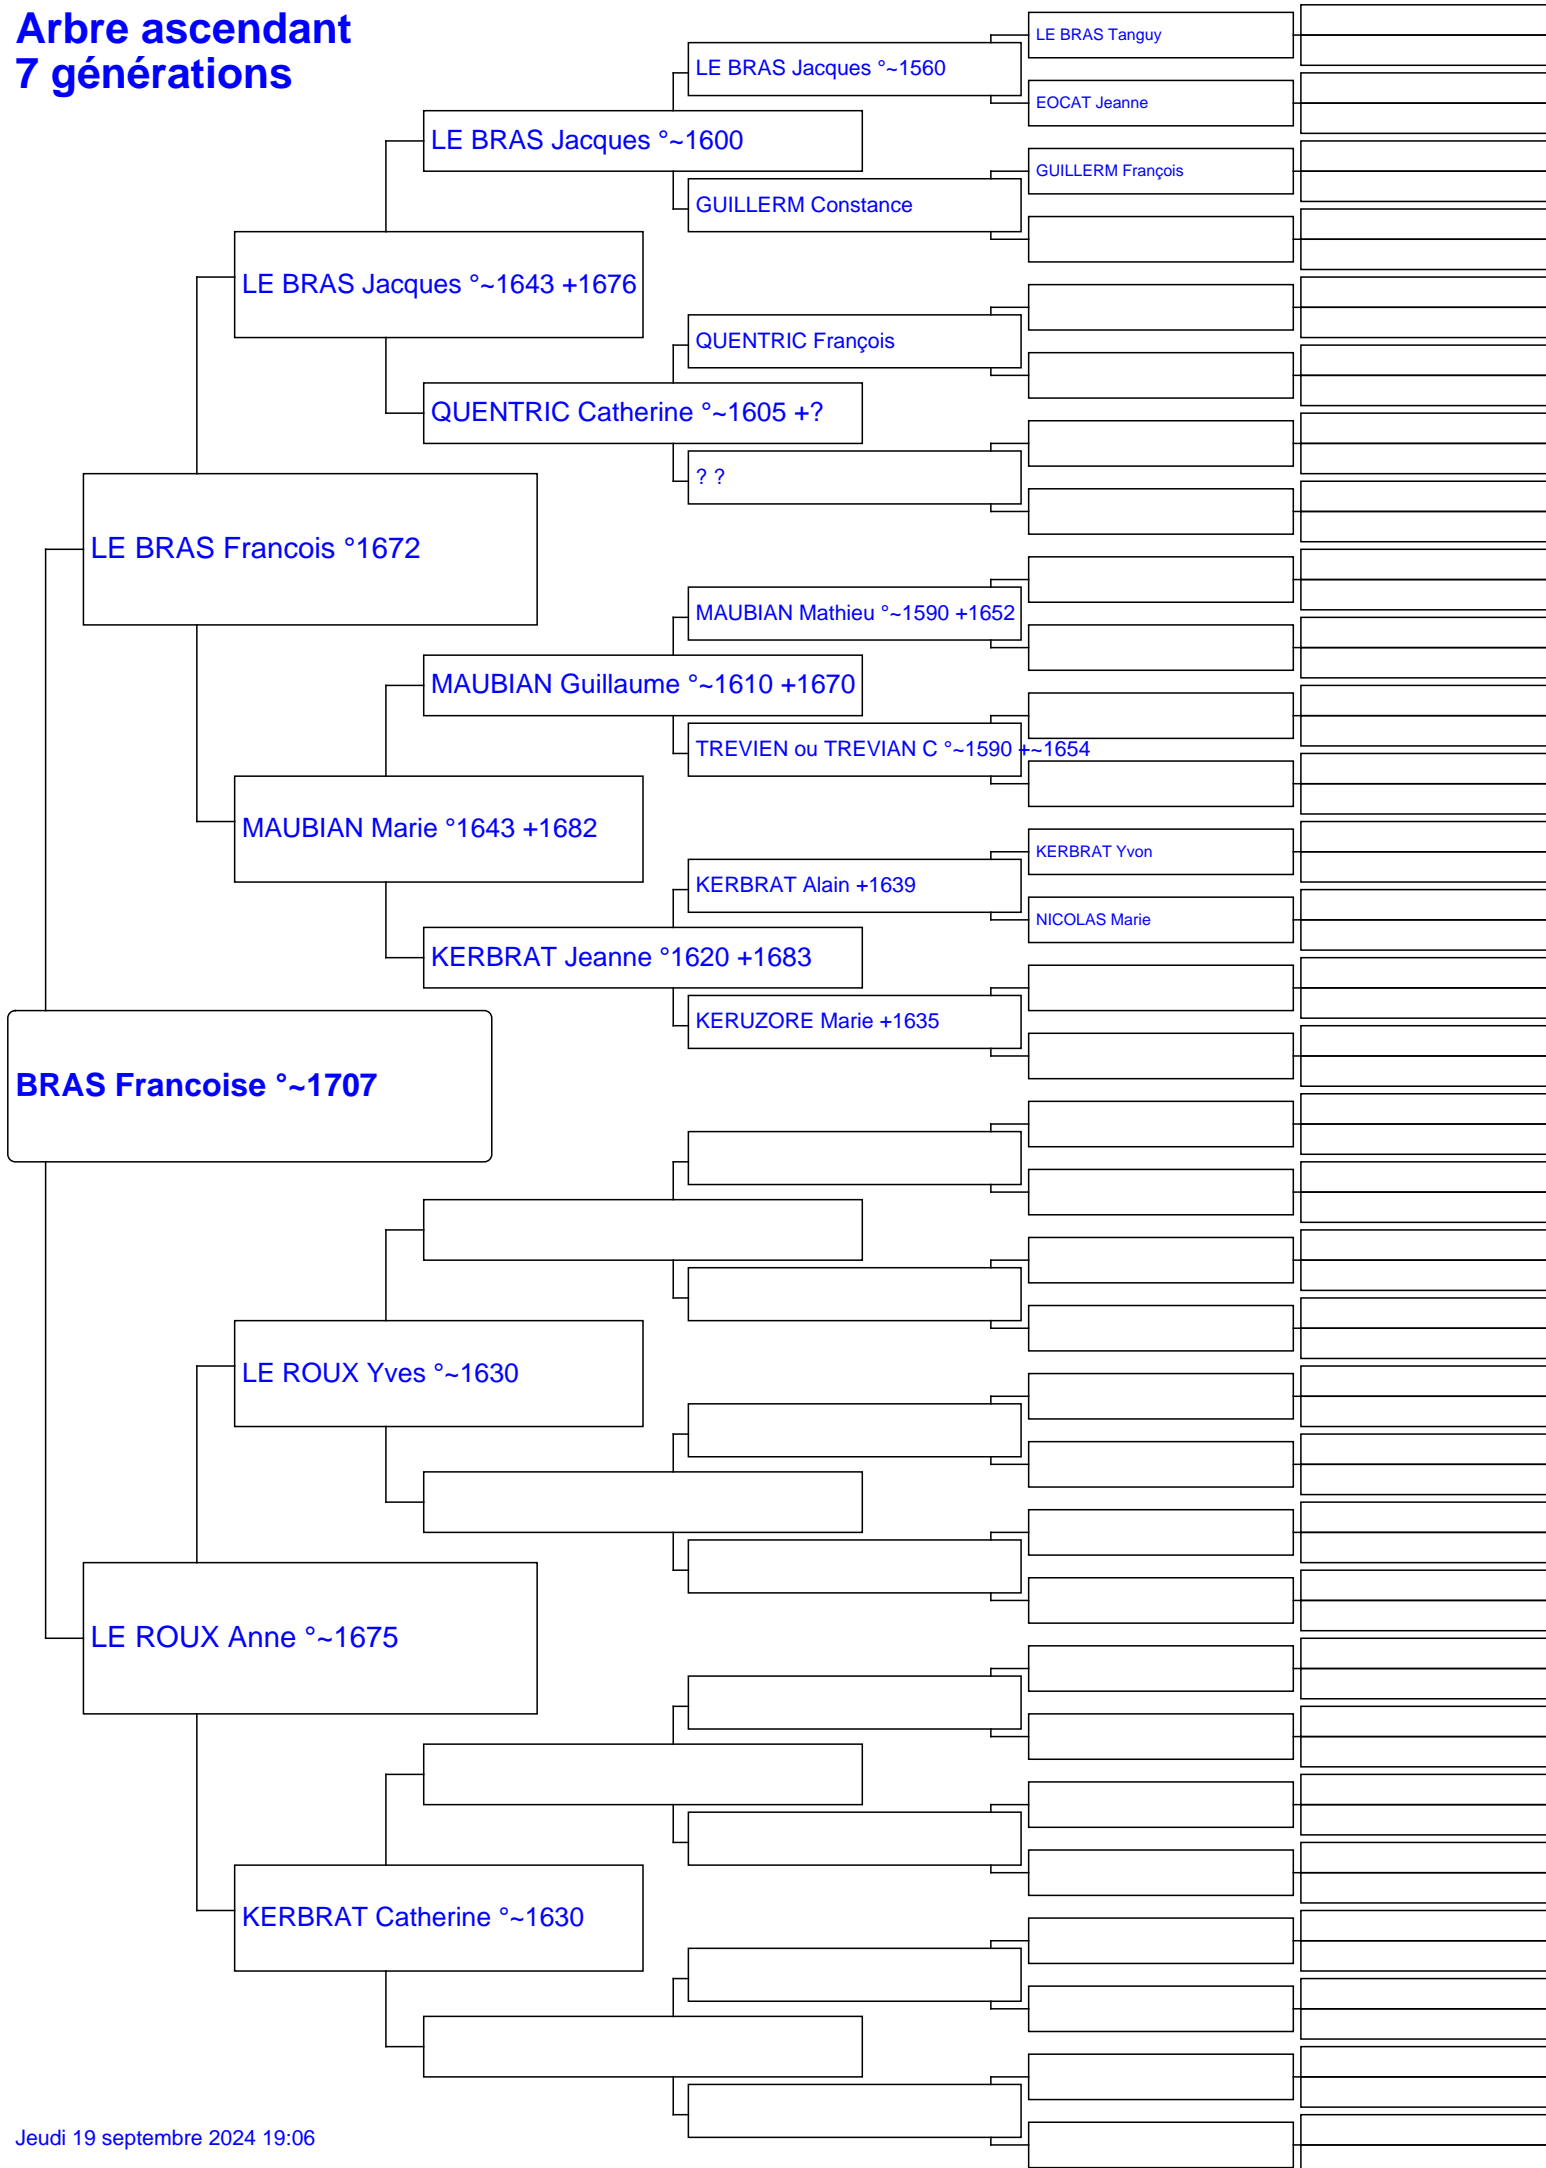 Arbre ascendant
7 générations
LE BRAS Tanguy
LE BRAS Jacques °~1560
EOCAT Jeanne
LE BRAS Jacques °~1600
GUILLERM François
GUILLERM Constance
LE BRAS Jacques °~1643 +1676
QUENTRIC François
QUENTRIC Catherine °~1605 +?
? ?
LE BRAS Francois °1672
MAUBIAN Mathieu °~1590 +1652
MAUBIAN Guillaume °~1610 +1670
TREVIEN ou TREVIAN C °~1590 +~1654
MAUBIAN Marie °1643 +1682
KERBRAT Yvon
KERBRAT Alain +1639
NICOLAS Marie
KERBRAT Jeanne °1620 +1683
KERUZORE Marie +1635
BRAS Francoise °~1707
LE ROUX Yves °~1630
LE ROUX Anne °~1675
KERBRAT Catherine °~1630
Jeudi 19 septembre 2024 19:06